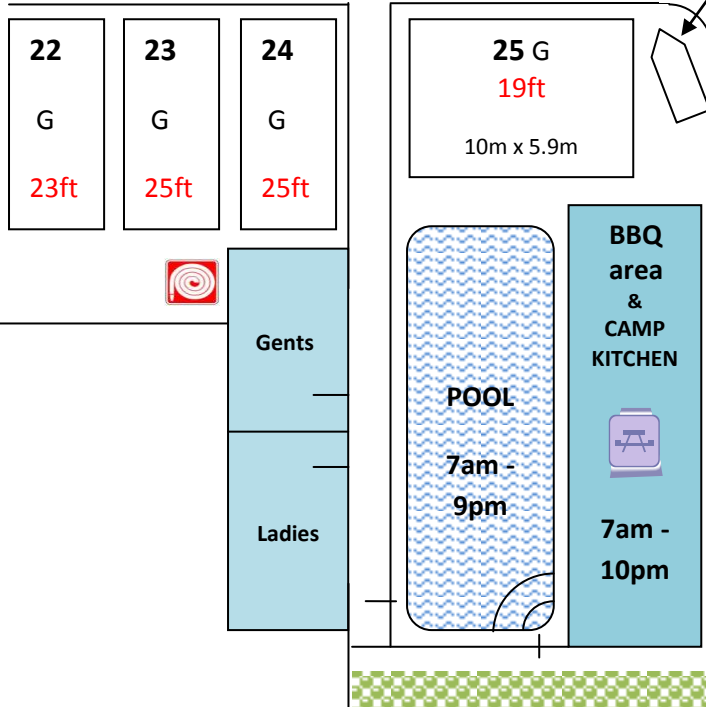 22
G
23ft
23
G
25ft
24
G
25ft
25 G
19ft
10m x 5.9m
Gents
Ladies
POOL
7am -
9pm
BBQ
area
&
CAMP
KITCHEN
7am -
10pm